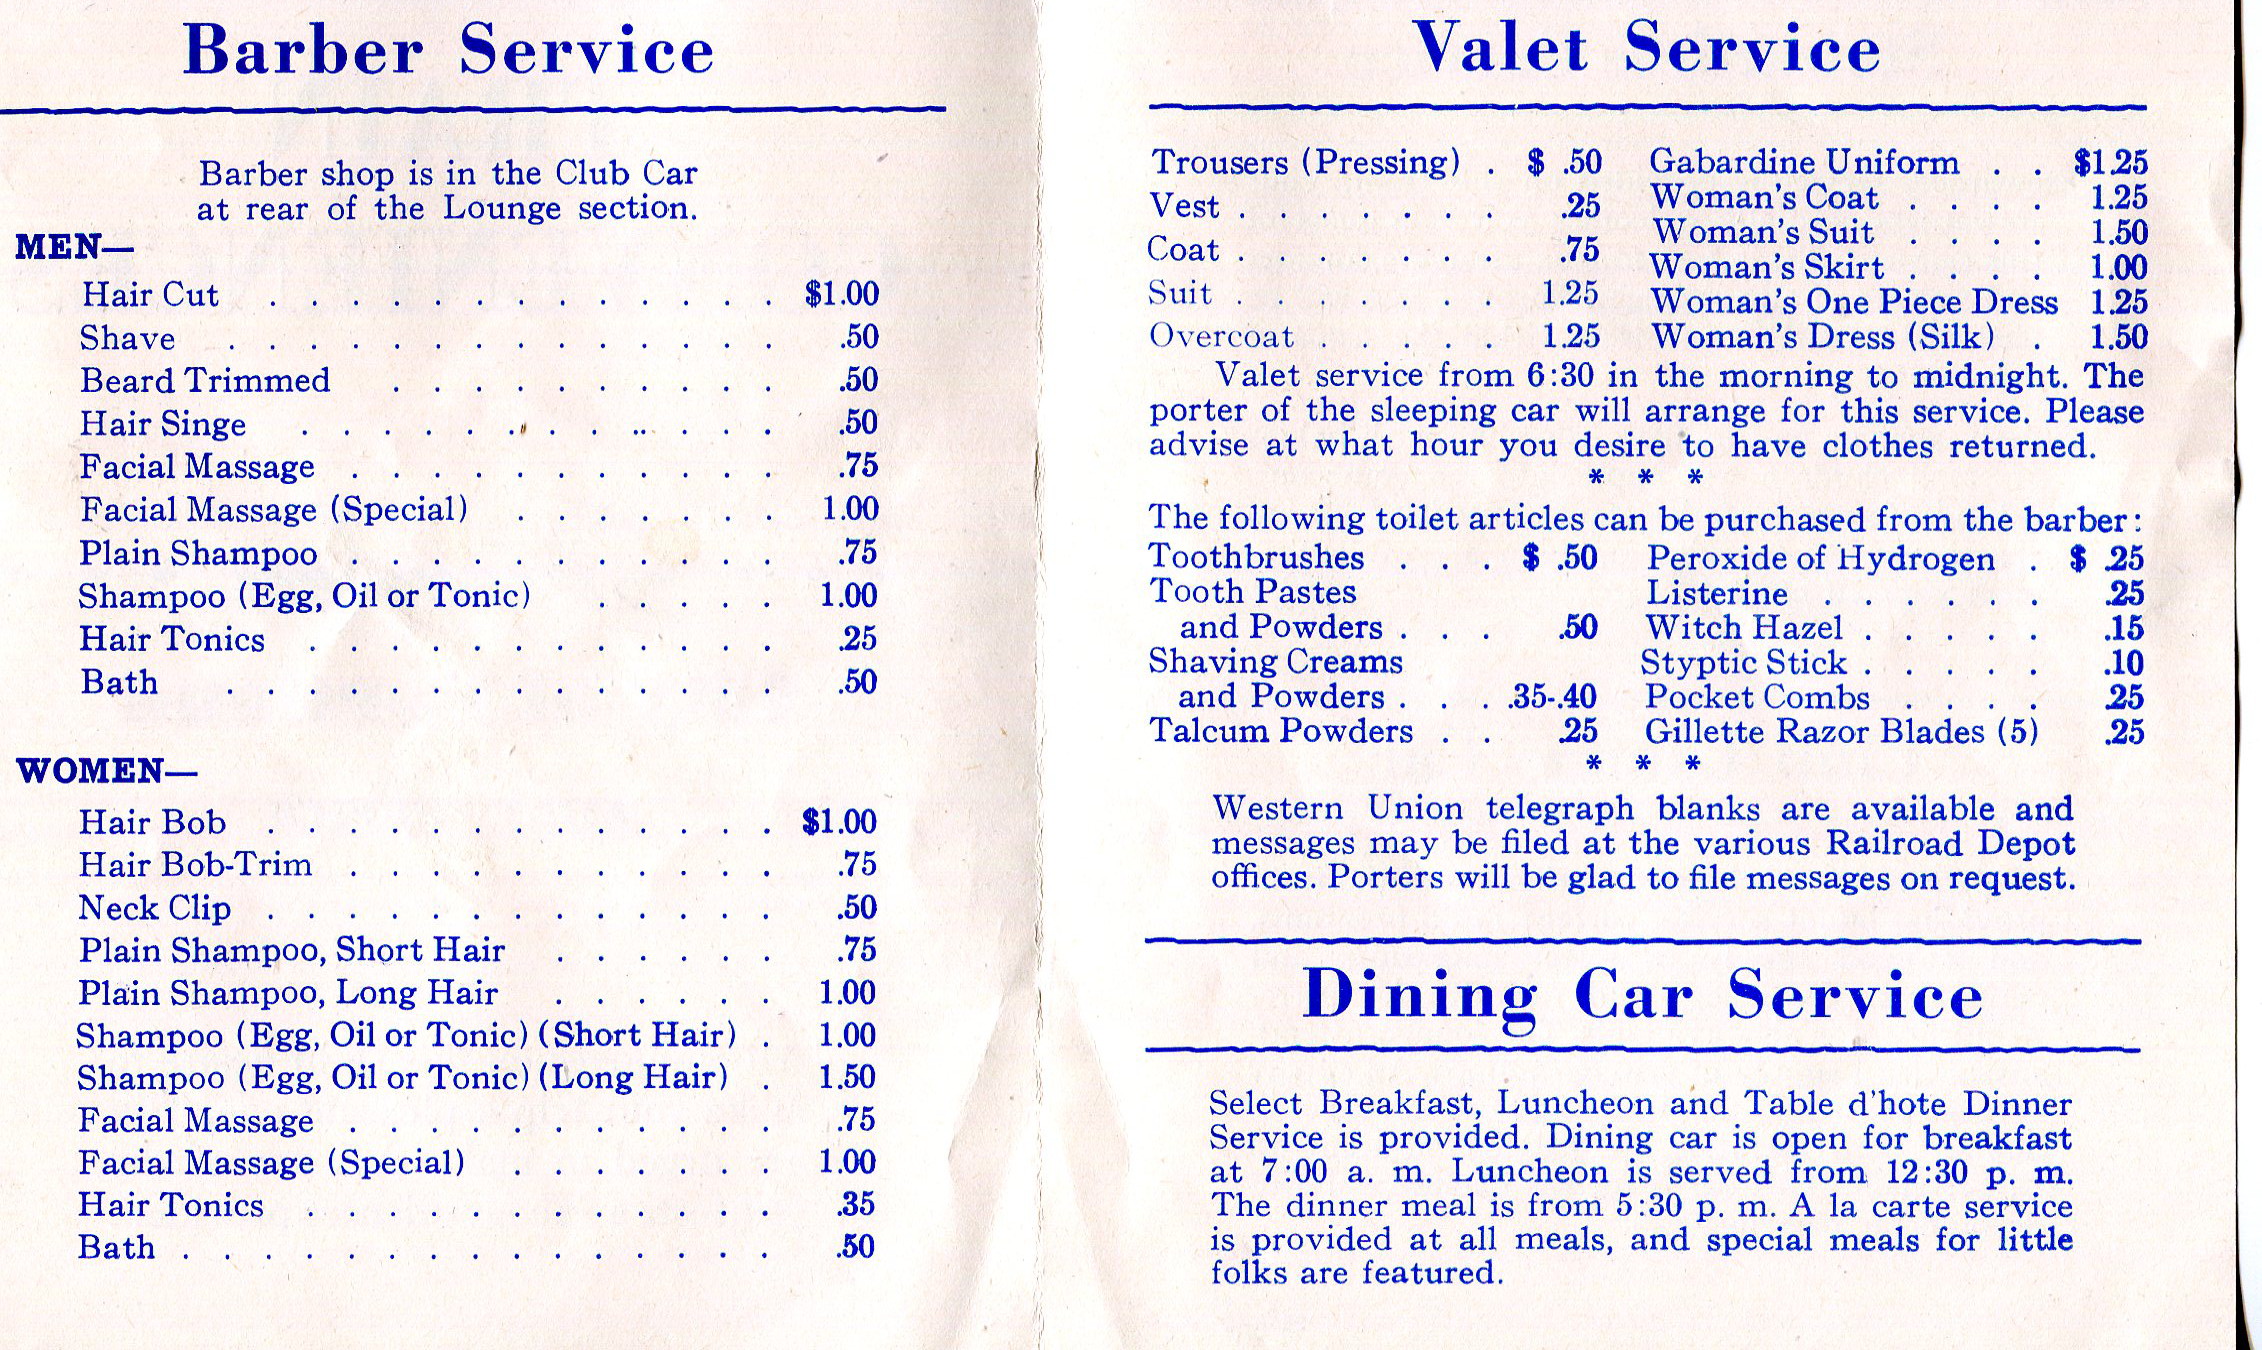 Barber Service
Barber shop is in the Club Car
at rear of the Lounge section.
MEN—
Hair Cut . . . . . . . . . . . . . $1.00
Shave . . . . . . . . . . . . . . .50
Beard Trimmed . . . . . . . . . . .50
Hair Singe . . . . . . . . . . . . .50
Facial Massage . . . . . . . . . . . .75
Facial Massage (Special) . . . . . . . 1.00
Plain Shampoo . . . . . . . . . . . .75
Shampoo (Egg, Oil or Tonic) . . . . . 1.00
Hair Tonics . . . . . . . . . . . . .25
Bath . . . . . . . . . . . . . . .50
WOMEN—
Hair Bob . . . . . . . . . . . . . $1.00
Hair Bob-Trim . . . . . . . . . . . .75
Neck Clip . . . . . . . . . . . . . .50
Plain Shampoo, Short Hair . . . . . . .75
Plain Shampoo, Long Hair . . . . . . 1.00
Shampoo (Egg, Oil or Tonic) (Short Hair) . 1.00
Shampoo (Egg, Oil or Tonic) (Long Hair) . 1.50
Facial Massage . . . . . . . . . . . .75
Facial Massage (Special) . . . . . . . 1.00
Hair Tonics . . . . . . . . . . . . .35
Bath . . . . . . . . . . . . . . .50
Valet Service
Trousers (Pressing) . $ .50
Vest . . . . . . . .25
Coat . . . . . . . .75
Suit . . . . . . . 1.25
Overcoat . . . . . 1.25
Gabardine Uniform . . $1.25
Woman's Coat . . . . 1.25
Woman's Suit . . . . 1.50
Woman's Skirt . . . . 1.00
Woman's One Piece Dress 1.25
Woman's Dress (Silk) . 1.50
Valet service from 6:30 in the morning to midnight. The
porter of the sleeping car will arrange for this service. Please
advise at what hour you desire to have clothes returned.
* * *
The following toilet articles can be purchased from the barber:
Toothbrushes . . . $ .50
Tooth Pastes
and Powders . . . .50
Shaving Creams
and Powders . . . .35-.40
Talcum Powders . . .25
Peroxide of Hydrogen . $ .25
Listerine . . . . . . .25
Witch Hazel . . . . . .15
Styptic Stick . . . . . .10
Pocket Combs . . . . .25
Gillette Razor Blades (5) .25
* * *
Western Union telegraph blanks are available and
messages may be filed at the various Railroad Depot
offices. Porters will be glad to file messages on request.
Dining Car Service
Select Breakfast, Luncheon and Table d'hote Dinner
Service is provided. Dining car is open for breakfast
at 7:00 a. m. Luncheon is served from 12:30 p. m.
The dinner meal is from 5:30 p. m. A la carte service
is provided at all meals, and special meals for little
folks are featured.